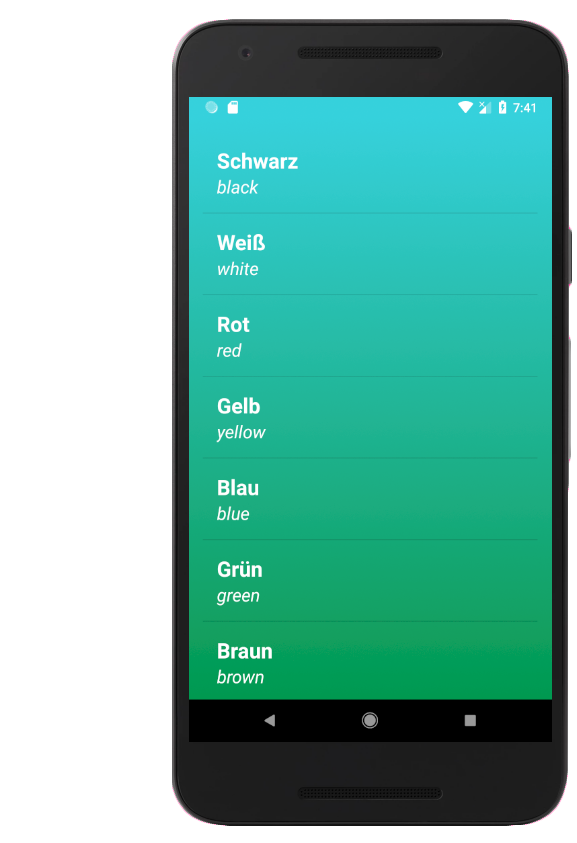 7:41
Schwarz
black
Weiß
white
Rot
red
Gelb
yellow
Blau
blue
Grün
green
Braun
brown